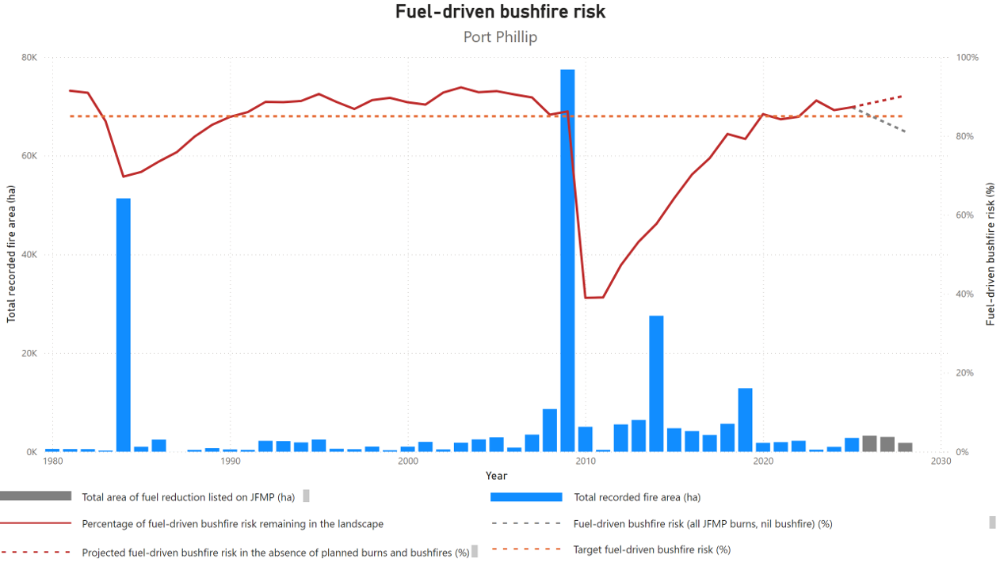 Fuel-driven bushfire risk
Port Phillip
80K
60K
40K
20K
0K
Total recorded fire area (ha)
100%
80%
60%
40%
20%
0%
Fuel-driven bushfire risk (%)
1980 1990 2000 2010 2020 2030
Year
Total area of fuel reduction listed on JFMP (ha)
Total recorded fire area (ha)
Percentage of fuel-driven bushfire risk remaining in the landscape
Fuel-driven bushfire risk (all JFMP burns, nil bushfire) (%)
Projected fuel-driven bushfire risk in the absence of planned burns and bushfires (%)
Target fuel-driven bushfire risk (%)